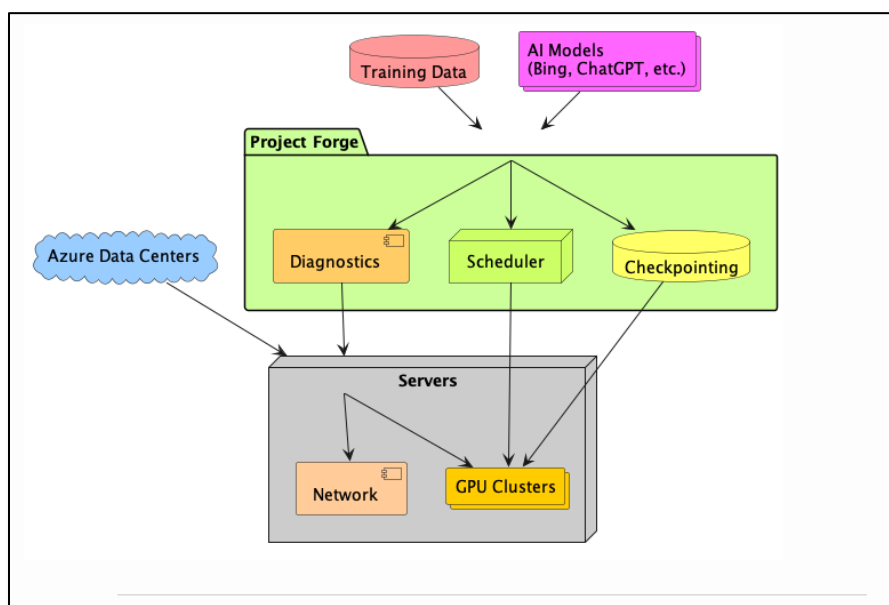 Training Data
AI Models
(Bing, ChatGPT, etc.)
Project Forge
Azure Data Centers
Diagnostics
Scheduler
Checkpointing
Servers
Network
GPU Clusters